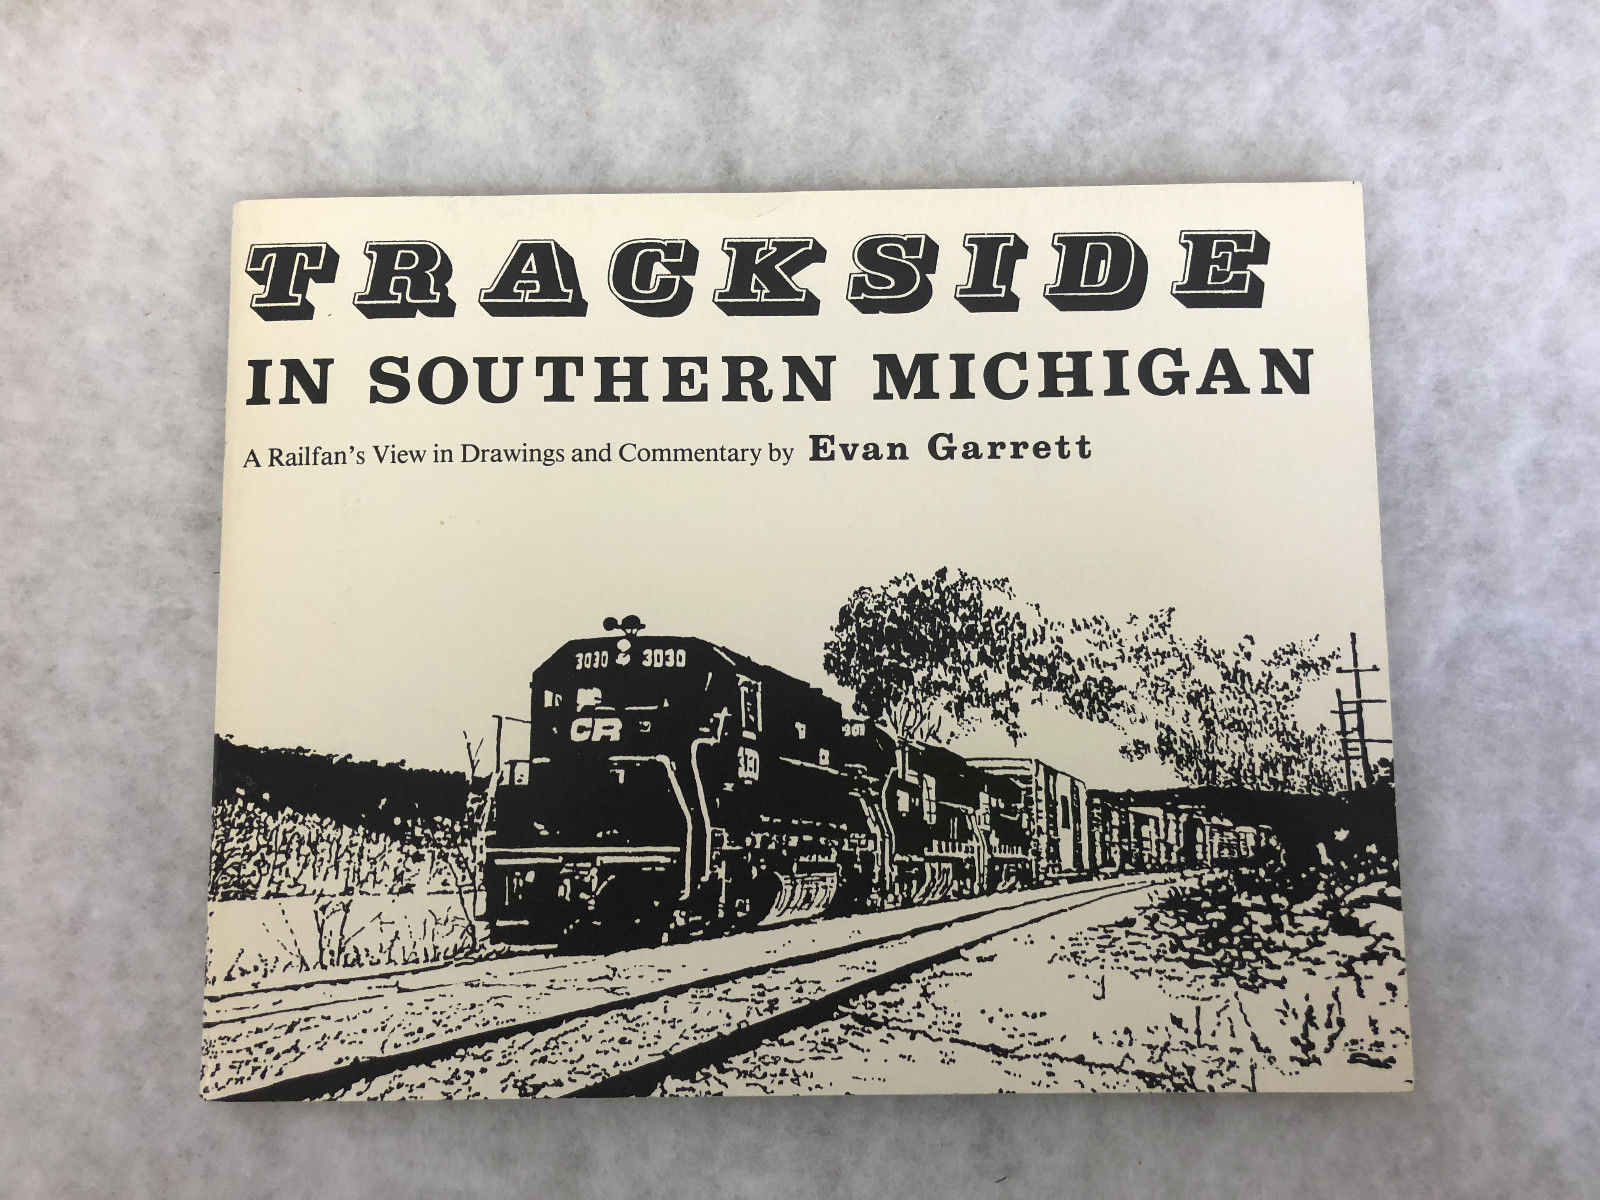 TRACKSIDE
IN SOUTHERN MICHIGAN
A Railfan's View in Drawings and Commentary by Evan Garrett
3030 3030
CR